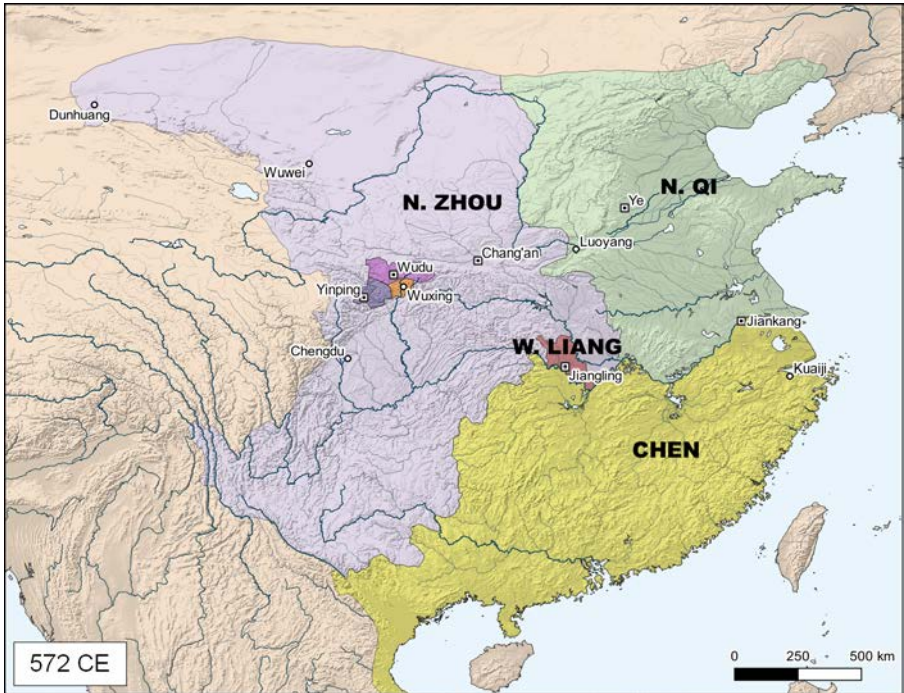 Dunhuang
Wuwei
N. ZHOU
N. QI
Ye
Luoyang
Chang'an
Wudu
Yinping
Wuxing
Jiankang
W. LIANG
Chengdu
Jiangling
Kuaiji
CHEN
572 CE
0 250 500 km